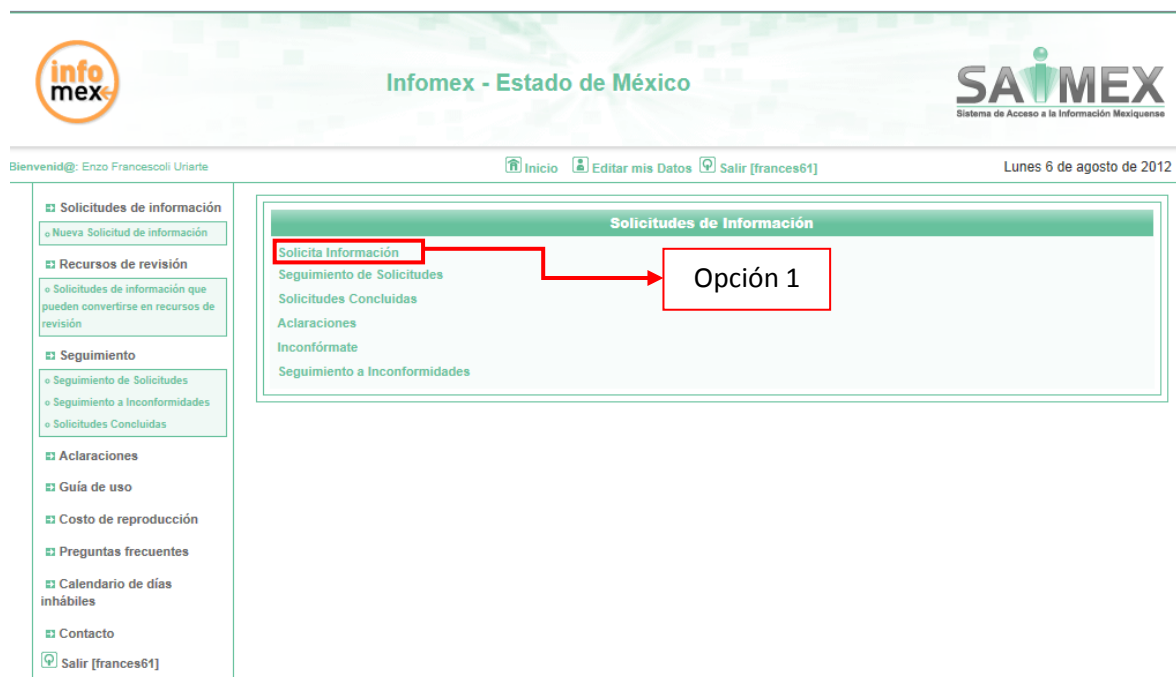 info
mex
Infomex - Estado de México
SAIMEX
Sistema de Acceso a la Información Mexiquense
Bienvenid@: Enzo Francescoli Uriarte
Inicio Editar mis Datos Salir [frances61]
Lunes 6 de agosto de 2012
Solicitudes de información
Nueva Solicitud de información
Recursos de revisión
Solicitudes de información que
pueden convertirse en recursos de
revisión
Seguimiento
Seguimiento de Solicitudes
Seguimiento a Inconformidades
Solicitudes Concluidas
Aclaraciones
Guía de uso
Costo de reproducción
Preguntas frecuentes
Calendario de días
inhábiles
Contacto
Salir [frances61]
Solicitudes de Información
Solicita Información
Seguimiento de Solicitudes
Solicitudes Concluidas
Aclaraciones
Inconfórmate
Seguimiento a Inconformidades
Opción 1